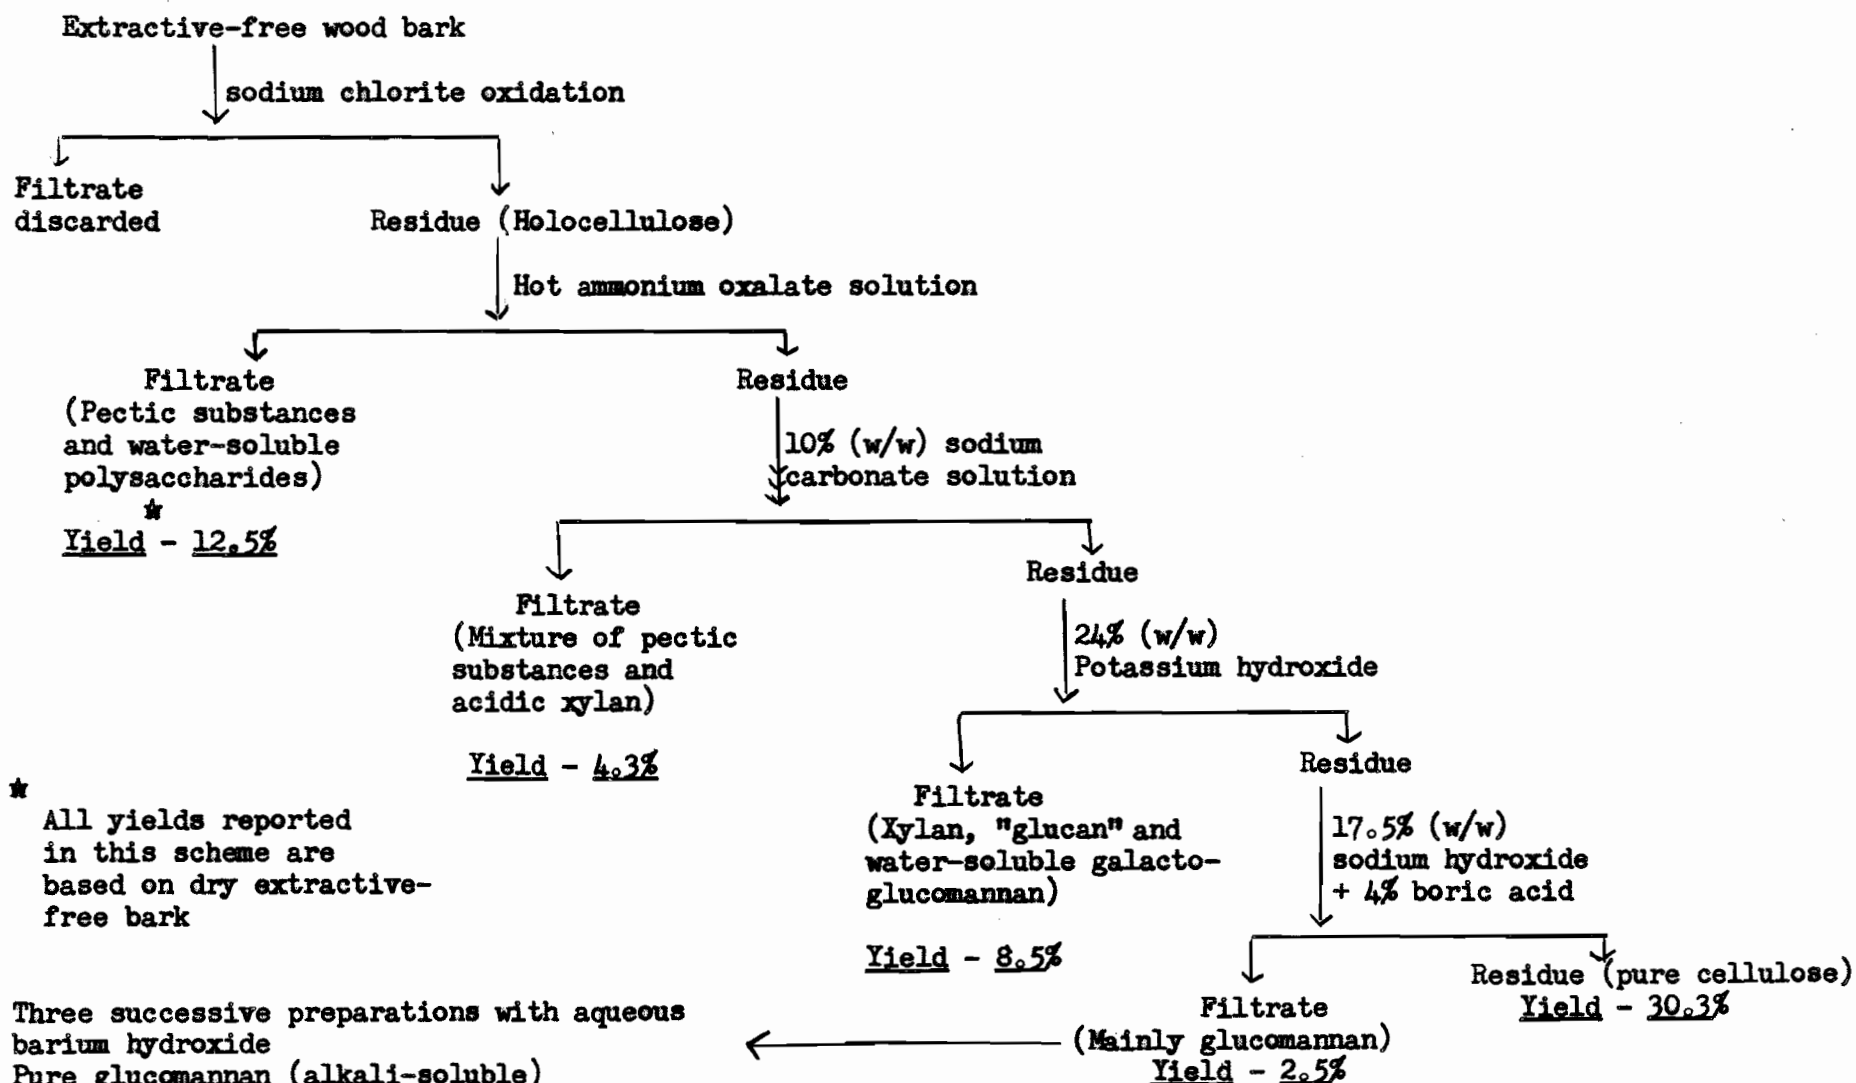 Extractive-free wood bark
sodium chlorite oxidation
Filtrate
discarded
Residue (Holocellulose)
Hot ammonium oxalate solution
Filtrate
(Pectic substances
and water-soluble
polysaccharides)
☆
Yield - 12.5%
Residue
10% (w/w) sodium
carbonate solution
Filtrate
(Mixture of pectic
substances and
acidic xylan)
Yield - 4.3%
Residue
24% (w/w)
Potassium hydroxide
Filtrate
(Xylan, "glucan" and
water-soluble galacto-
glucomannan)
Yield - 8.5%
Residue
17.5% (w/w)
sodium hydroxide
+ 4% boric acid
Residue (pure cellulose)
Yield - 30.3%
Filtrate
(Mainly glucomannan)
Yield - 2.5%
☆
All yields reported
in this scheme are
based on dry extractive-
free bark
Three successive preparations with aqueous
barium hydroxide
Pure glucomannan (alkali-soluble)